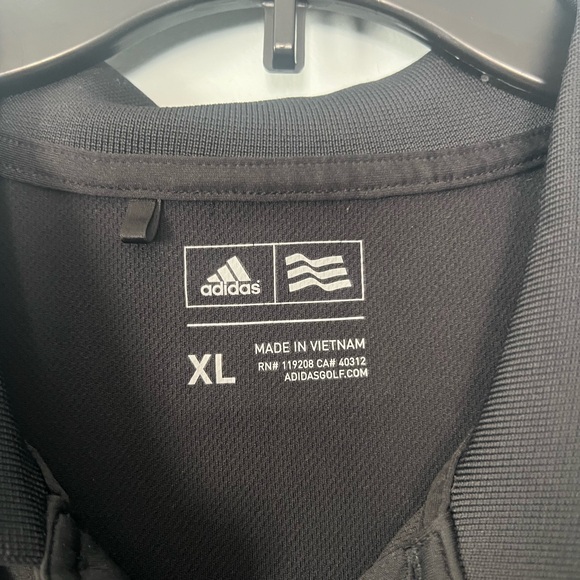 adidas
XL
MADE IN VIETNAM
RN# 119208 CA# 40312
ADIDASGOLF.COM